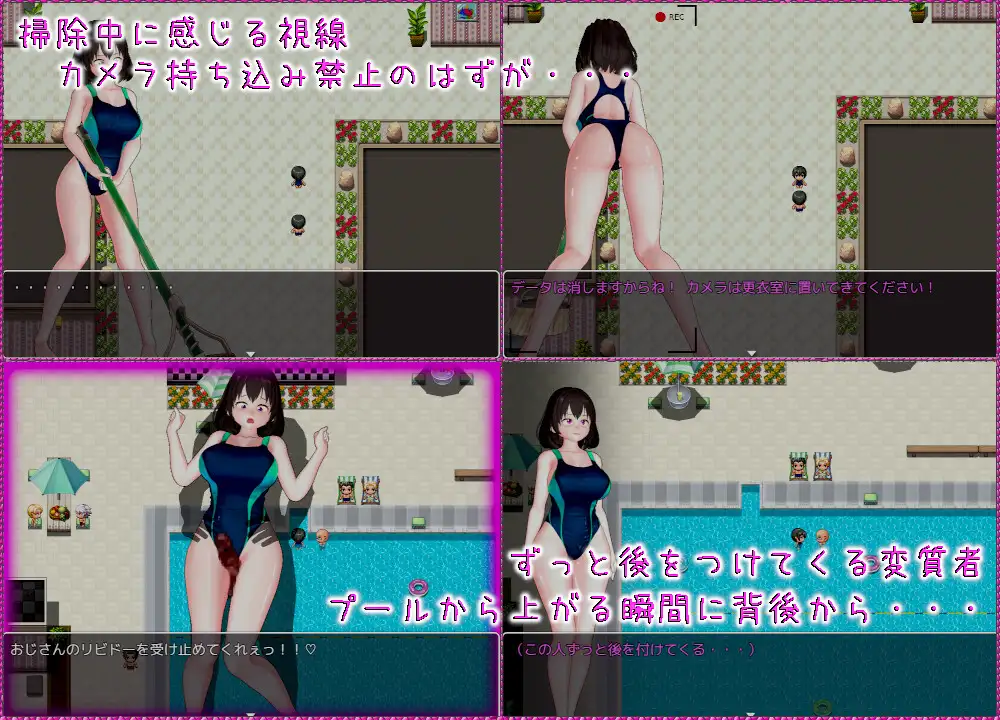 掃除中に感じる視線
カメラ持ち込み禁止のはずが・・・
REC
・・・・・・・・・・・・
データは消しますからね！ カメラは更衣室に置いてきてください！
おじさんのリビドーを受け止めてくれぇっ！！♡
ずっと後をつけてくる変質者
プールから上がる瞬間に背後から・・・
（この人ずっと後を付けてくる・・・）